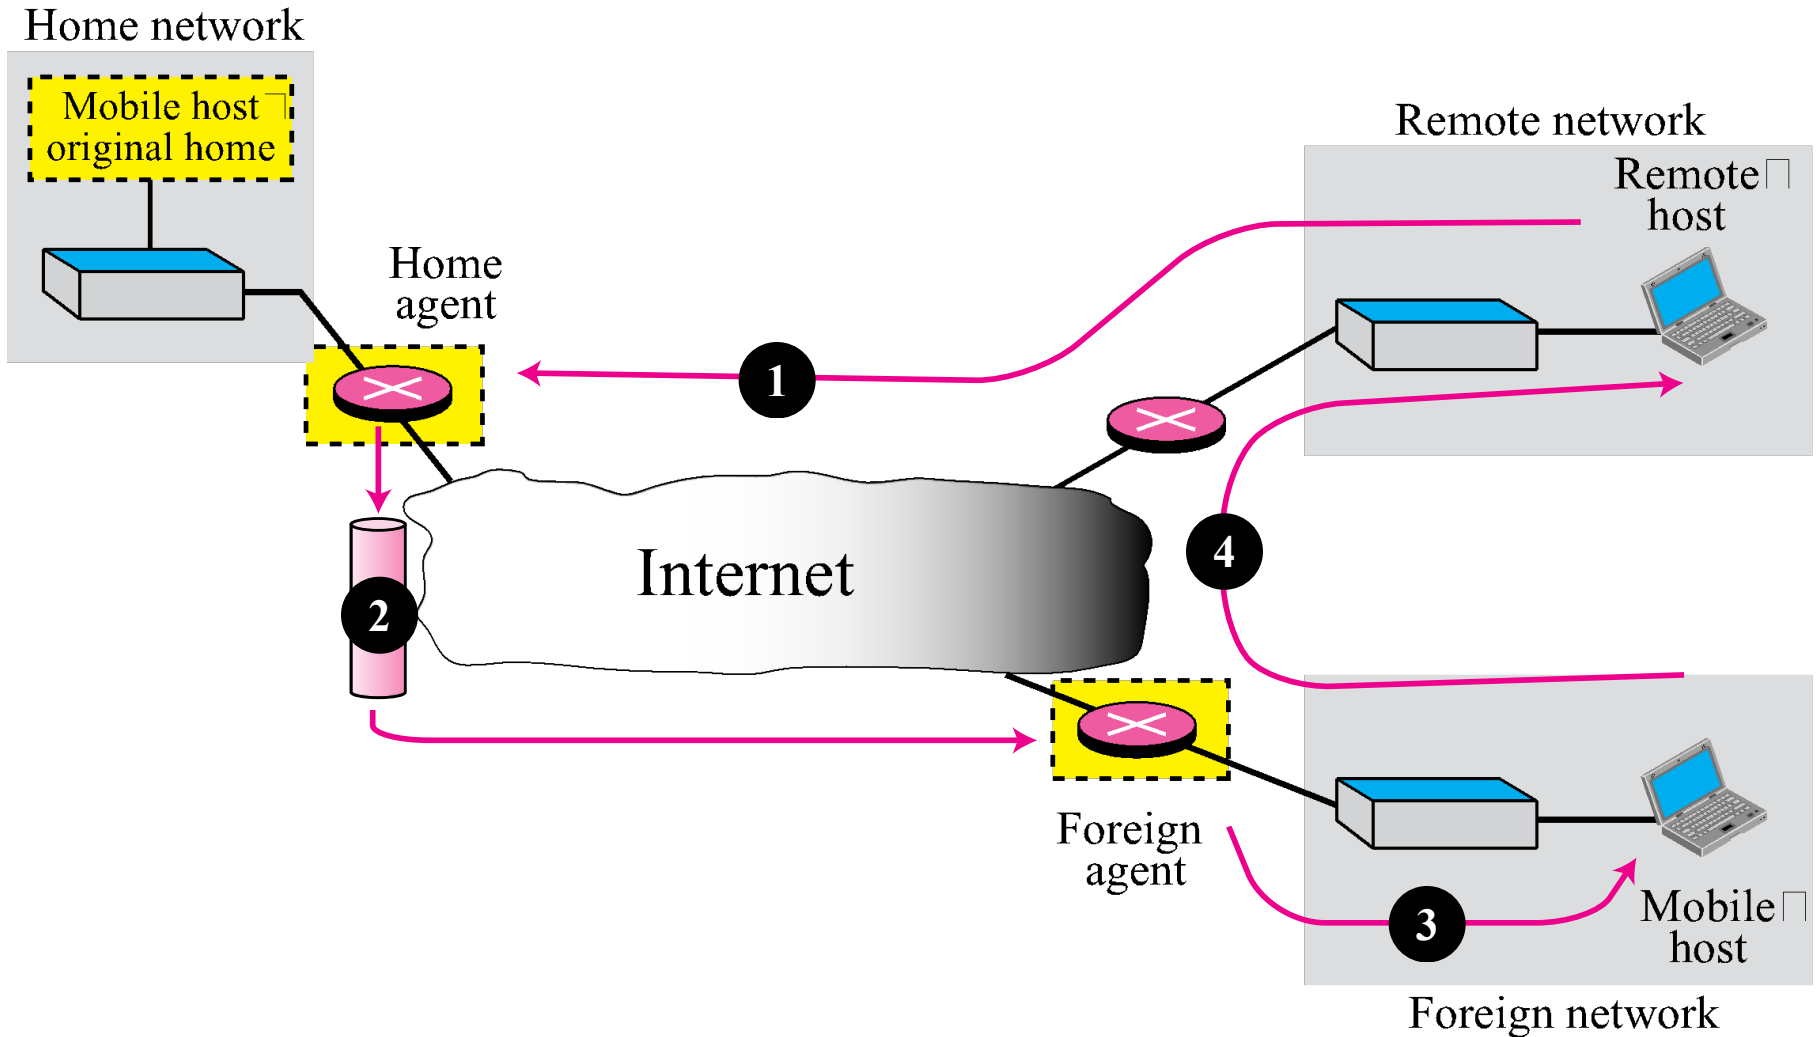 Home network
Mobile host
original home
Home
agent
Remote network
Remote
host
1
Internet
4
2
Foreign
agent
3
Mobile
host
Foreign network